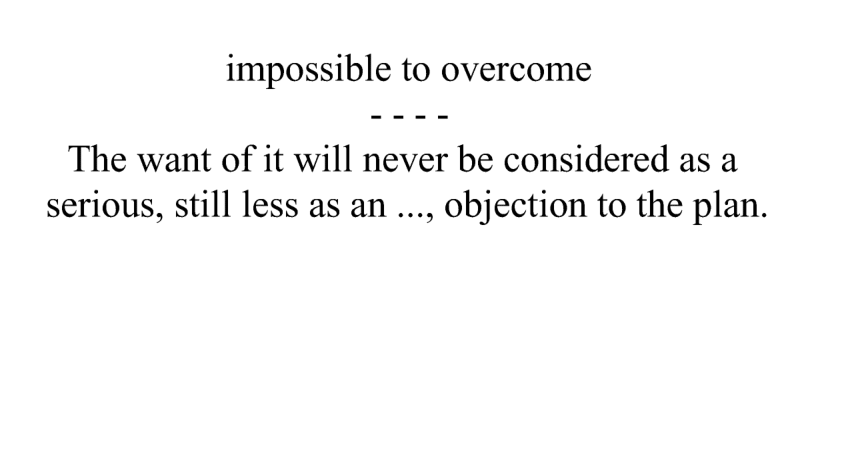 impossible to overcome
- - - -
The want of it will never be considered as a
serious, still less as an ..., objection to the plan.